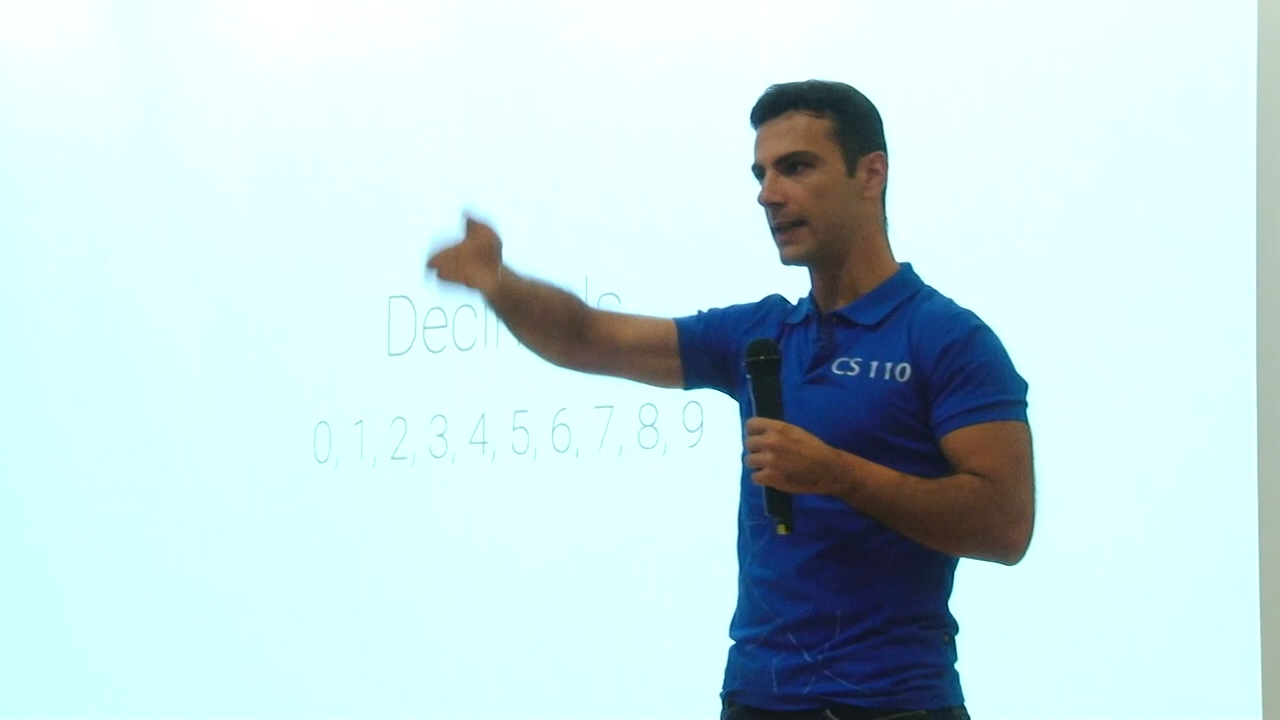 CS 110
0, 1, 2, 3, 4, 5, 6, 7, 8, 9